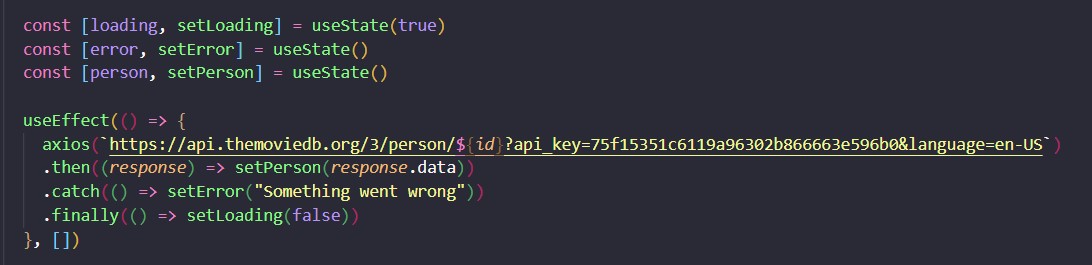 const [loading, setLoading] = useState(true)
const [error, setError] = useState()
const [person, setPerson] = useState()

useEffect(() => {
  axios(`https://api.themoviedb.org/3/person/${id}?api_key=75f15351c6119a96302b866663e596b0&language=en-US`)
  .then((response) => setPerson(response.data))
  .catch(() => setError("Something went wrong"))
  .finally(() => setLoading(false))
}, [])